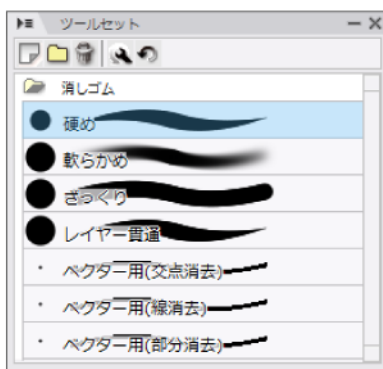 ツールセット
消しゴム
硬め
軟らかめ
ざっくり
レイヤー貫通
ベクター用(交点消去)
ベクター用(線消去)
ベクター用(部分消去)